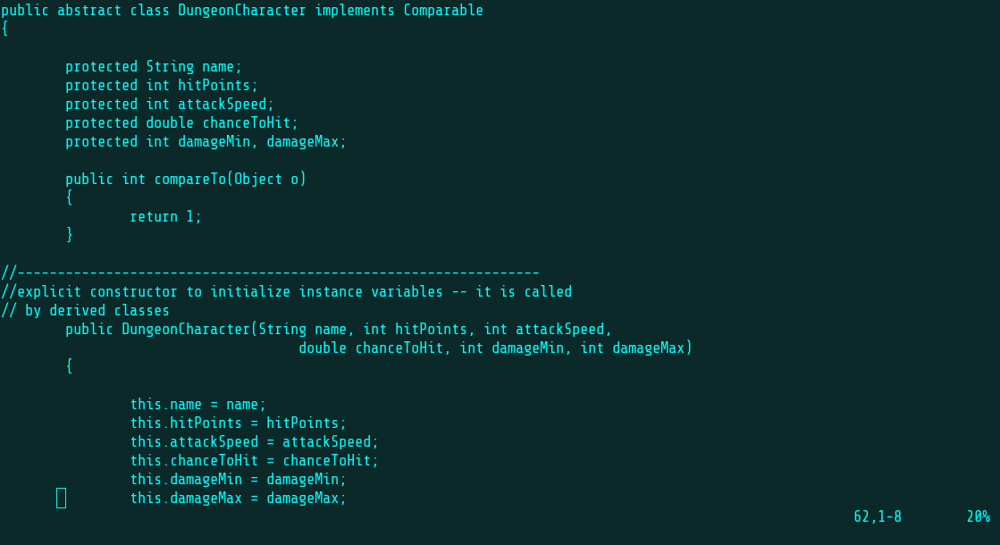 public abstract class DungeonCharacter implements Comparable
{
protected String name;
protected int hitPoints;
protected int attackSpeed;
protected double chanceToHit;
protected int damageMin, damageMax;
public int compareTo(Object o)
{
return 1;
}
//-----------------------------------------------------------------
//explicit constructor to initialize instance variables -- it is called
// by derived classes
public DungeonCharacter(String name, int hitPoints, int attackSpeed,
double chanceToHit, int damageMin, int damageMax)
{
this.name = name;
this.hitPoints = hitPoints;
this.attackSpeed = attackSpeed;
this.chanceToHit = chanceToHit;
this.damageMin = damageMin;
this.damageMax = damageMax;
62,1-8 20%